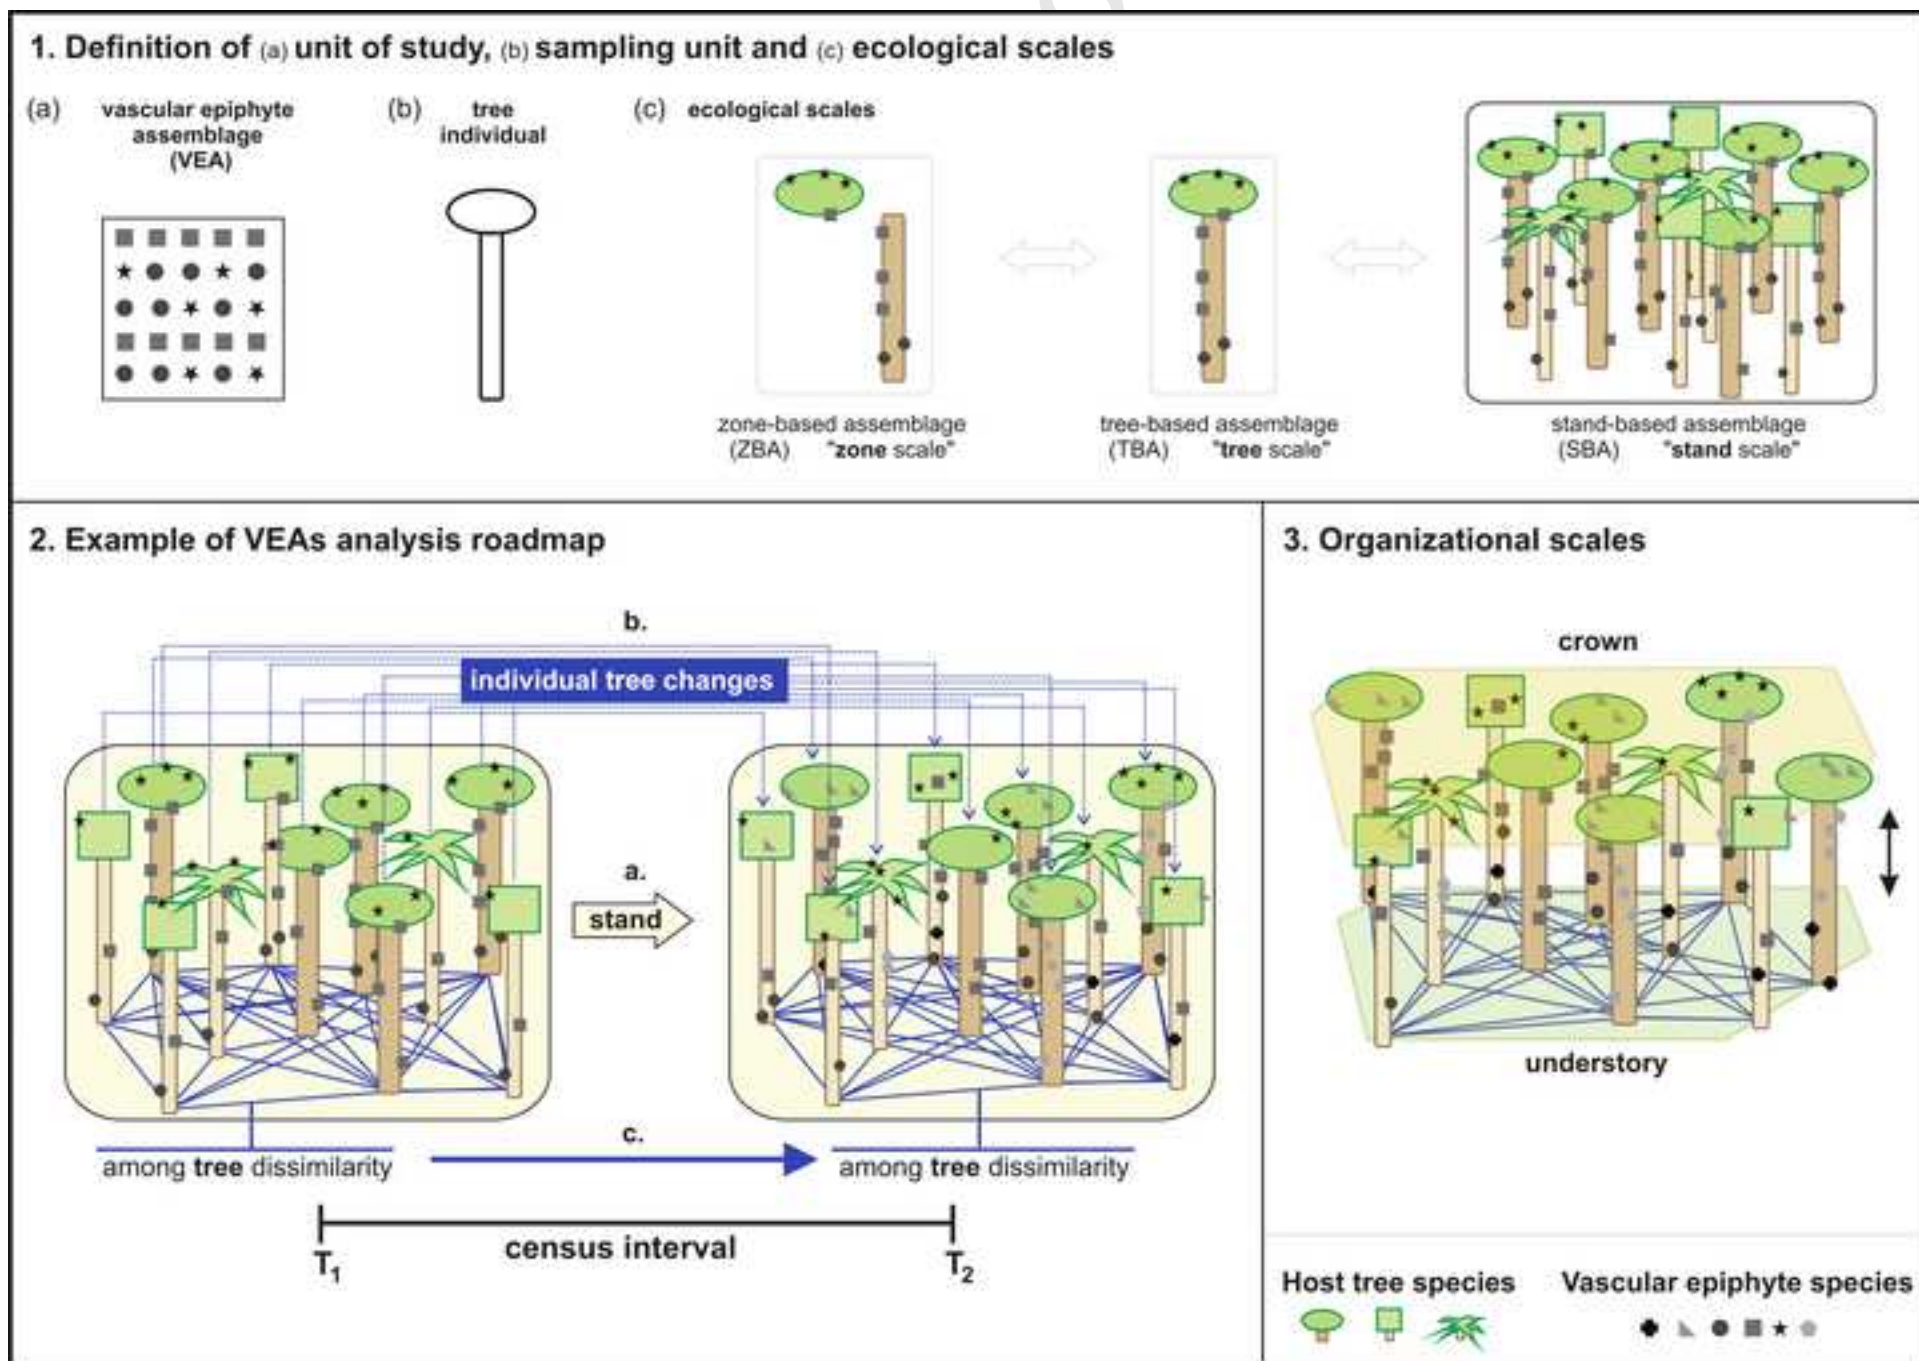 1. Definition of (a) unit of study, (b) sampling unit and (c) ecological scales
(a) vascular epiphyte
assemblage
(VEA)
(b) tree
individual
(c) ecological scales
zone-based assemblage
(ZBA) "zone scale"
tree-based assemblage
(TBA) "tree scale"
stand-based assemblage
(SBA) "stand scale"
2. Example of VEAs analysis roadmap
b.
individual tree changes
a.
stand
c.
among tree dissimilarity
among tree dissimilarity
census interval
T1
T2
3. Organizational scales
crown
understory
Host tree species
Vascular epiphyte species